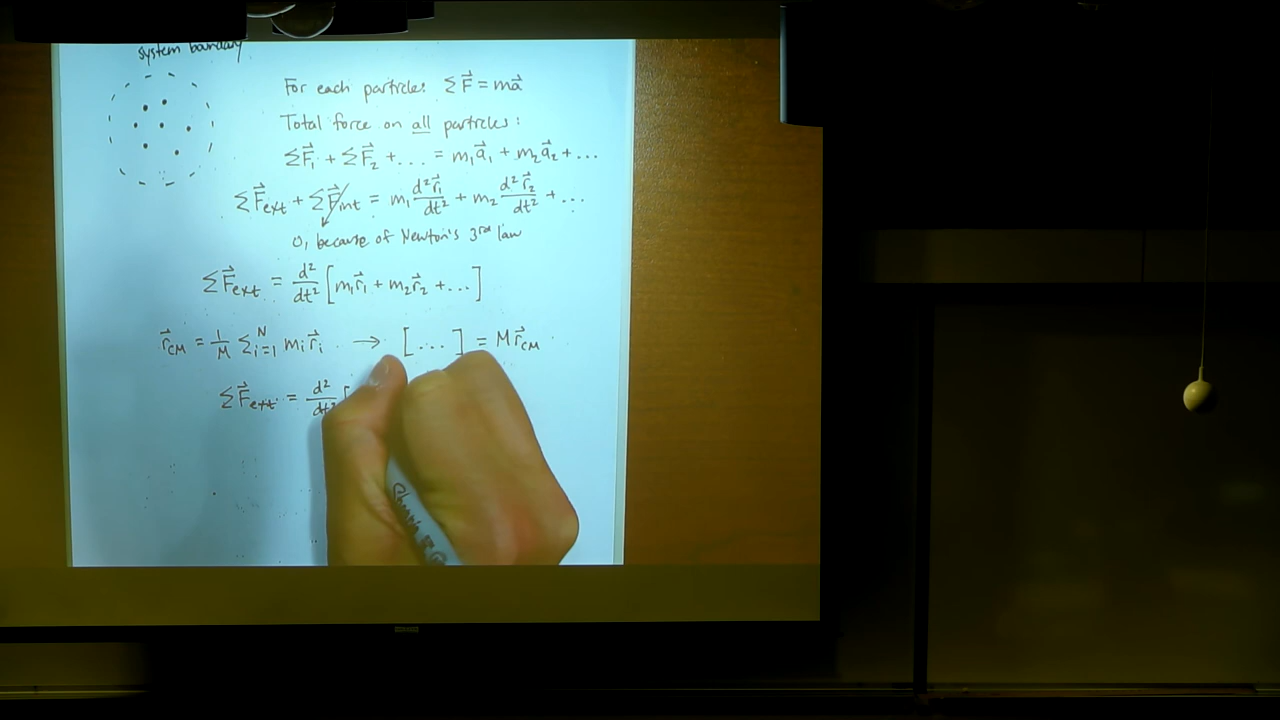 system boundary
For each particle: ΣF⃗ = ma⃗
Total force on all particles:
ΣF⃗₁ + ΣF⃗₂ + ... = m₁a⃗₁ + m₂a⃗₂ + ...
ΣF⃗ext + ΣF⃗int = m₁ d²r⃗₁/dt² + m₂ d²r⃗₂/dt² + ...
0, because of Newton's 3rd law
ΣF⃗ext = d²/dt² [m₁r⃗₁ + m₂r⃗₂ + ...]
r⃗CM = 1/M Σᵢ₌₁ᴺ mᵢr⃗ᵢ → [...] = Mr⃗CM
ΣF⃗ext = d²/dt² [